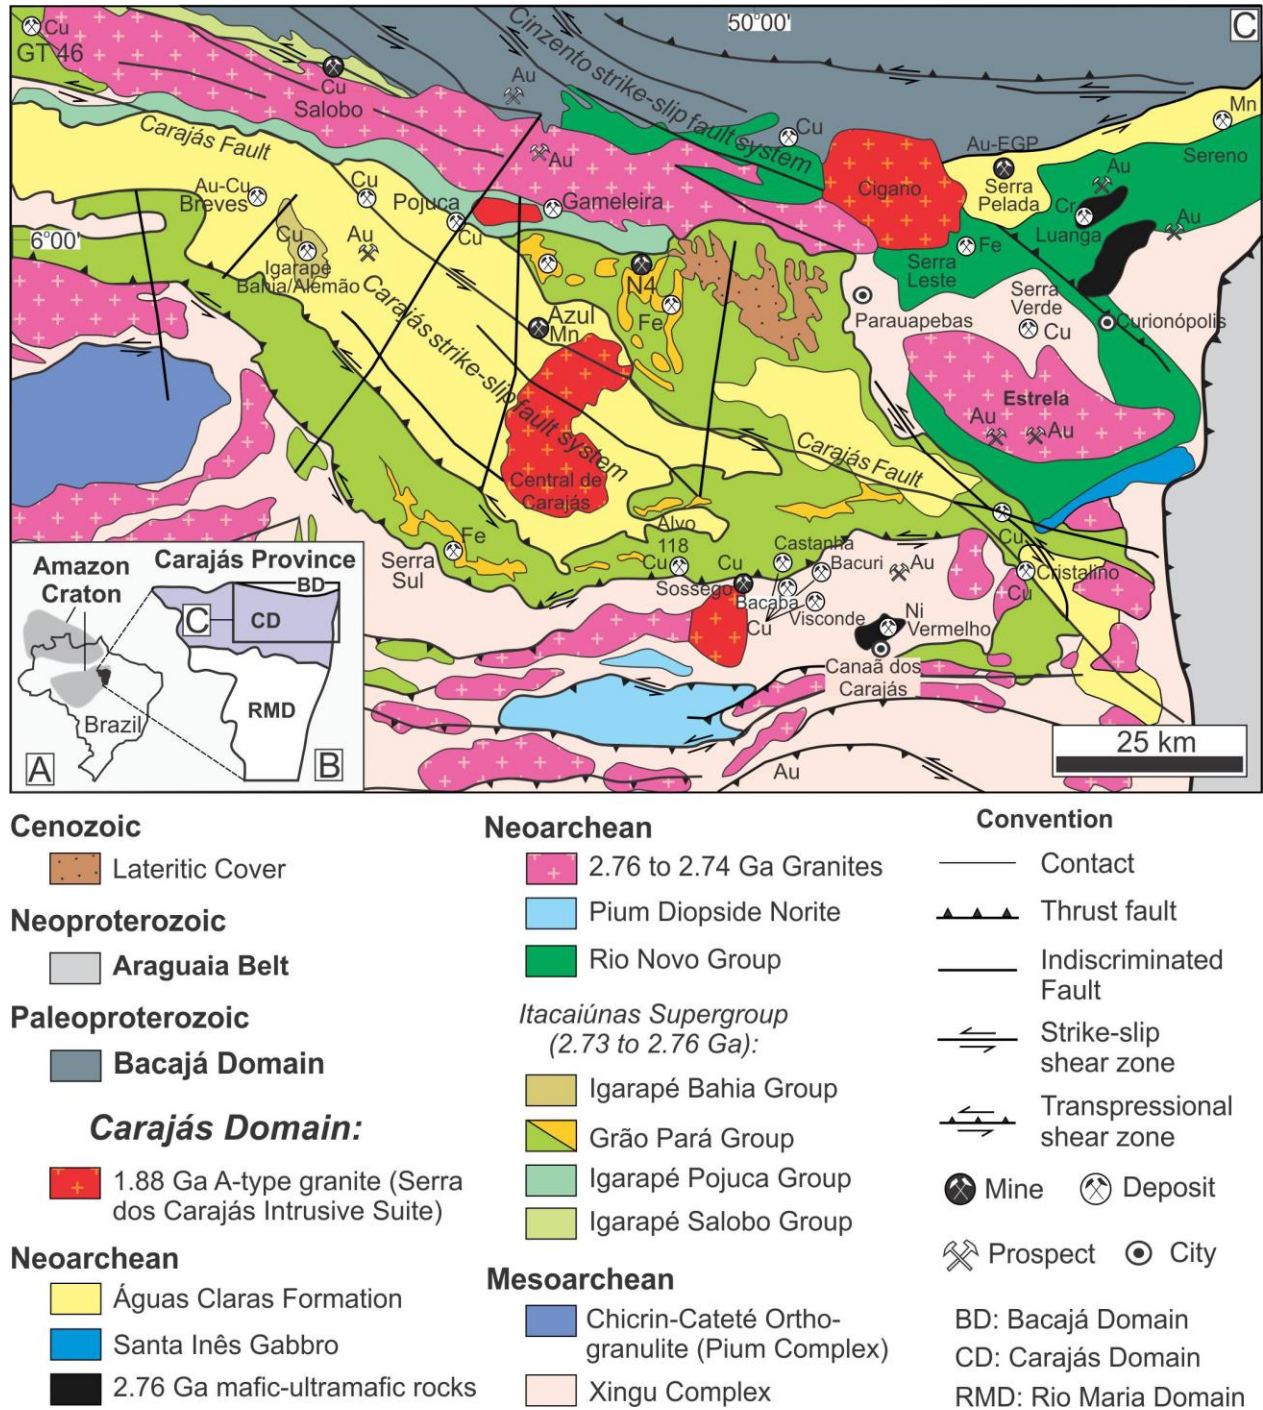 50°00'
C
Cu
GT 46
Cinzento strike-slip fault system
Au
Cu
Salobo
Mn
Cu
Au-EGP
Sereno
Carajás Fault
Au
Cigano
Serra
Pelada
Au
Au-Cu
Breves
Cu
Pojuca
Cu
Gameleira
Cr
Luanga
Au
6°00'
Cu
Igarapé
Bahia/Alemão
Au
Fe
Serra
Leste
N4
Fe
Serra
Verde
Cu
Carajás strike-slip fault system
Azul
Mn
Parauapebas
Curionópolis
Estrela
Au
Au
Central de
Carajás
Carajás Fault
Fe
Serra
Sul
Alvo
118
Cu
Cu
Sossego
Castanha
Bacuri
Bacaba
Visconde
Cu
Au
Cu
Cristalino
Cu
Ni
Vermelho
Canaã dos
Carajás
Au
25 km
Amazon
Craton
Brazil
A
Carajás Province
BD
C
CD
RMD
B
Cenozoic
Lateritic Cover
Neoproterozoic
Araguaia Belt
Paleoproterozoic
Bacajá Domain
Carajás Domain:
1.88 Ga A-type granite (Serra
dos Carajás Intrusive Suite)
Neoarchean
Águas Claras Formation
Santa Inês Gabbro
2.76 Ga mafic-ultramafic rocks
Neoarchean
2.76 to 2.74 Ga Granites
Pium Diopside Norite
Rio Novo Group
Itacaiúnas Supergroup
(2.73 to 2.76 Ga):
Igarapé Bahia Group
Grão Pará Group
Igarapé Pojuca Group
Igarapé Salobo Group
Mesoarchean
Chicrin-Cateté Ortho-
granulite (Pium Complex)
Xingu Complex
Convention
Contact
Thrust fault
Indiscriminated
Fault
Strike-slip
shear zone
Transpressional
shear zone
Mine
Deposit
Prospect
City
BD: Bacajá Domain
CD: Carajás Domain
RMD: Rio Maria Domain